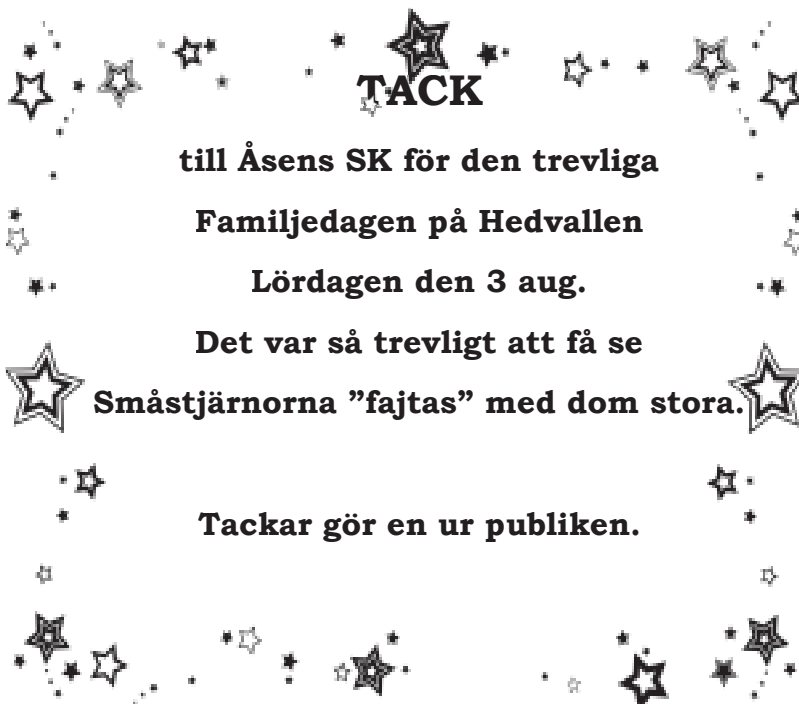 TACK
till Åsens SK för den trevliga
Familjedagen på Hedvallen
Lördagen den 3 aug.
Det var så trevligt att få se
Småstjärnorna ”fajtas” med dom stora.
Tackar gör en ur publiken.